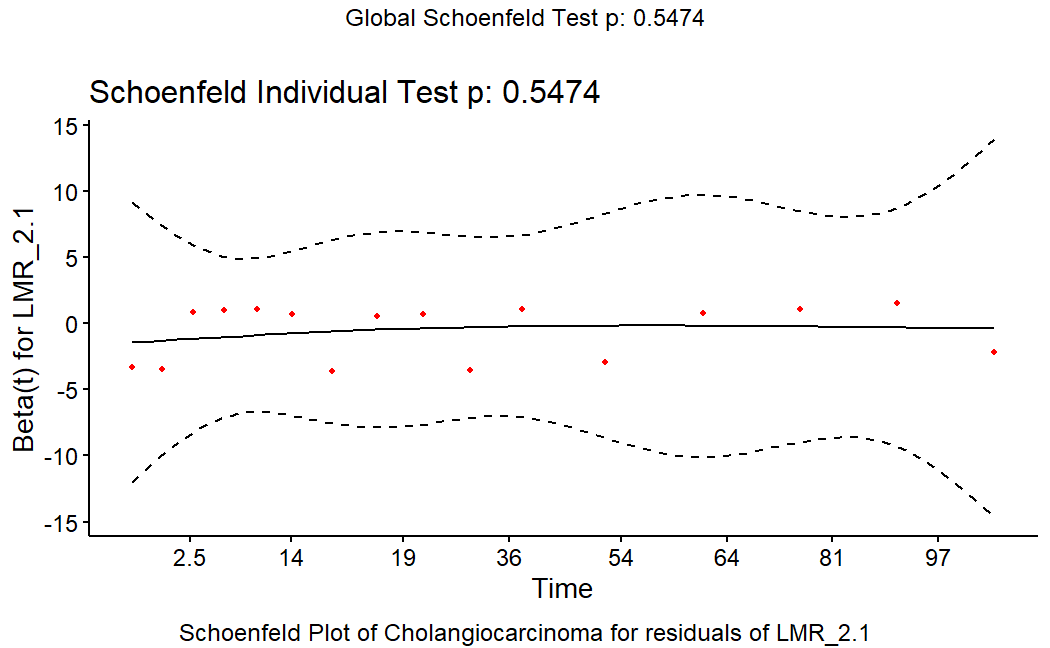 Global Schoenfeld Test p: 0.5474
Schoenfeld Individual Test p: 0.5474
Beta(t) for LMR_2.1
15
10
5
0
-5
-10
-15
2.5 14 19 36 54 64 81 97
Time
Schoenfeld Plot of Cholangiocarcinoma for residuals of LMR_2.1